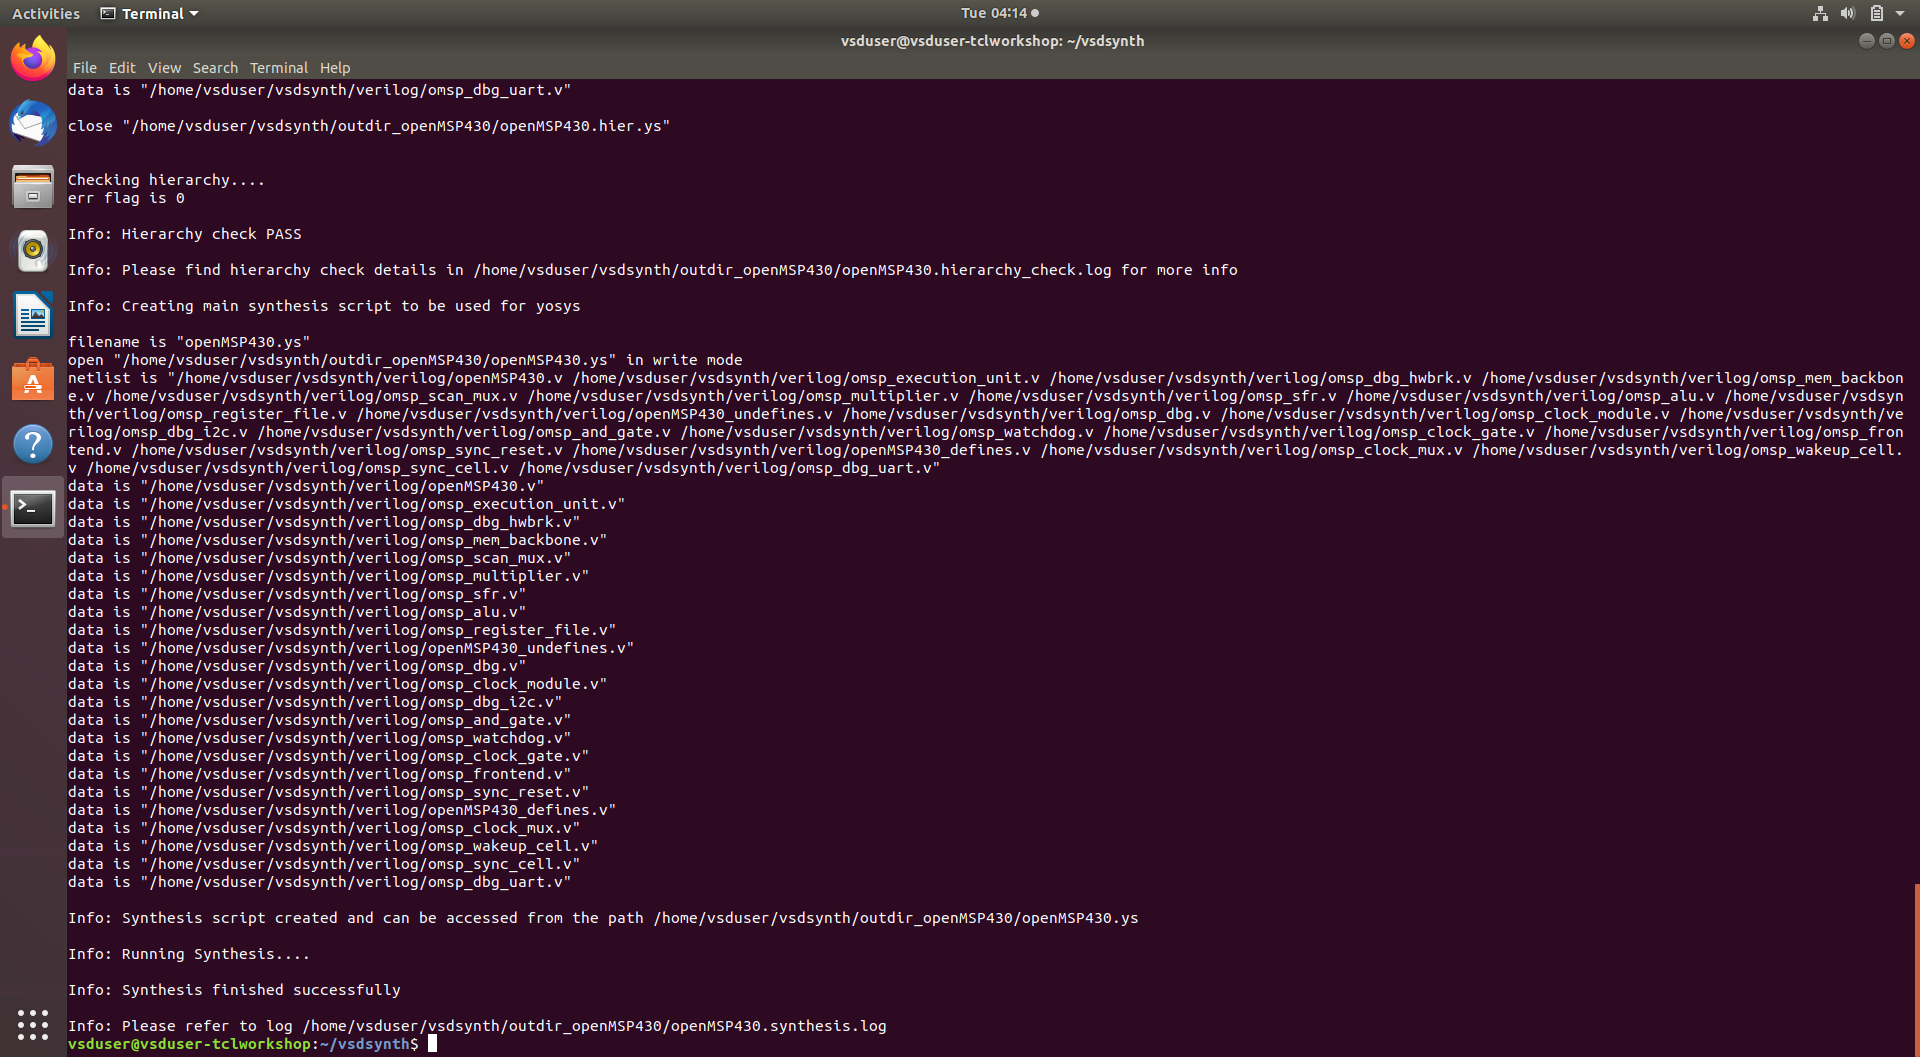 Activities Terminal Tue 04:14
vsduser@vsduser-tclworkshop: ~/vsdsynth
File Edit View Search Terminal Help
data is "/home/vsduser/vsdsynth/verilog/omsp_dbg_uart.v"
close "/home/vsduser/vsdsynth/outdir_openMSP430/openMSP430.hier.ys"
Checking hierarchy....
err flag is 0
Info: Hierarchy check PASS
Info: Please find hierarchy check details in /home/vsduser/vsdsynth/outdir_openMSP430/openMSP430.hierarchy_check.log for more info
Info: Creating main synthesis script to be used for yosys
filename is "openMSP430.ys"
open "/home/vsduser/vsdsynth/outdir_openMSP430/openMSP430.ys" in write mode
netlist is "/home/vsduser/vsdsynth/verilog/openMSP430.v /home/vsduser/vsdsynth/verilog/omsp_execution_unit.v /home/vsduser/vsdsynth/verilog/omsp_dbg_hwbrk.v /home/vsduser/vsdsynth/verilog/omsp_mem_backbon
e.v /home/vsduser/vsdsynth/verilog/omsp_scan_mux.v /home/vsduser/vsdsynth/verilog/omsp_multiplier.v /home/vsduser/vsdsynth/verilog/omsp_sfr.v /home/vsduser/vsdsynth/verilog/omsp_alu.v /home/vsduser/vsdsyn
th/verilog/omsp_register_file.v /home/vsduser/vsdsynth/verilog/openMSP430_undefines.v /home/vsduser/vsdsynth/verilog/omsp_dbg.v /home/vsduser/vsdsynth/verilog/omsp_clock_module.v /home/vsduser/vsdsynth/ve
rilog/omsp_dbg_i2c.v /home/vsduser/vsdsynth/verilog/omsp_and_gate.v /home/vsduser/vsdsynth/verilog/omsp_watchdog.v /home/vsduser/vsdsynth/verilog/omsp_clock_gate.v /home/vsduser/vsdsynth/verilog/omsp_fron
tend.v /home/vsduser/vsdsynth/verilog/omsp_sync_reset.v /home/vsduser/vsdsynth/verilog/openMSP430_defines.v /home/vsduser/vsdsynth/verilog/omsp_clock_mux.v /home/vsduser/vsdsynth/verilog/omsp_wakeup_cell.
v /home/vsduser/vsdsynth/verilog/omsp_sync_cell.v /home/vsduser/vsdsynth/verilog/omsp_dbg_uart.v"
data is "/home/vsduser/vsdsynth/verilog/openMSP430.v"
data is "/home/vsduser/vsdsynth/verilog/omsp_execution_unit.v"
data is "/home/vsduser/vsdsynth/verilog/omsp_dbg_hwbrk.v"
data is "/home/vsduser/vsdsynth/verilog/omsp_mem_backbone.v"
data is "/home/vsduser/vsdsynth/verilog/omsp_scan_mux.v"
data is "/home/vsduser/vsdsynth/verilog/omsp_multiplier.v"
data is "/home/vsduser/vsdsynth/verilog/omsp_sfr.v"
data is "/home/vsduser/vsdsynth/verilog/omsp_alu.v"
data is "/home/vsduser/vsdsynth/verilog/omsp_register_file.v"
data is "/home/vsduser/vsdsynth/verilog/openMSP430_undefines.v"
data is "/home/vsduser/vsdsynth/verilog/omsp_dbg.v"
data is "/home/vsduser/vsdsynth/verilog/omsp_clock_module.v"
data is "/home/vsduser/vsdsynth/verilog/omsp_dbg_i2c.v"
data is "/home/vsduser/vsdsynth/verilog/omsp_and_gate.v"
data is "/home/vsduser/vsdsynth/verilog/omsp_watchdog.v"
data is "/home/vsduser/vsdsynth/verilog/omsp_clock_gate.v"
data is "/home/vsduser/vsdsynth/verilog/omsp_frontend.v"
data is "/home/vsduser/vsdsynth/verilog/omsp_sync_reset.v"
data is "/home/vsduser/vsdsynth/verilog/openMSP430_defines.v"
data is "/home/vsduser/vsdsynth/verilog/omsp_clock_mux.v"
data is "/home/vsduser/vsdsynth/verilog/omsp_wakeup_cell.v"
data is "/home/vsduser/vsdsynth/verilog/omsp_sync_cell.v"
data is "/home/vsduser/vsdsynth/verilog/omsp_dbg_uart.v"
Info: Synthesis script created and can be accessed from the path /home/vsduser/vsdsynth/outdir_openMSP430/openMSP430.ys
Info: Running Synthesis....
Info: Synthesis finished successfully
Info: Please refer to log /home/vsduser/vsdsynth/outdir_openMSP430/openMSP430.synthesis.log
vsduser@vsduser-tclworkshop:~/vsdsynth$